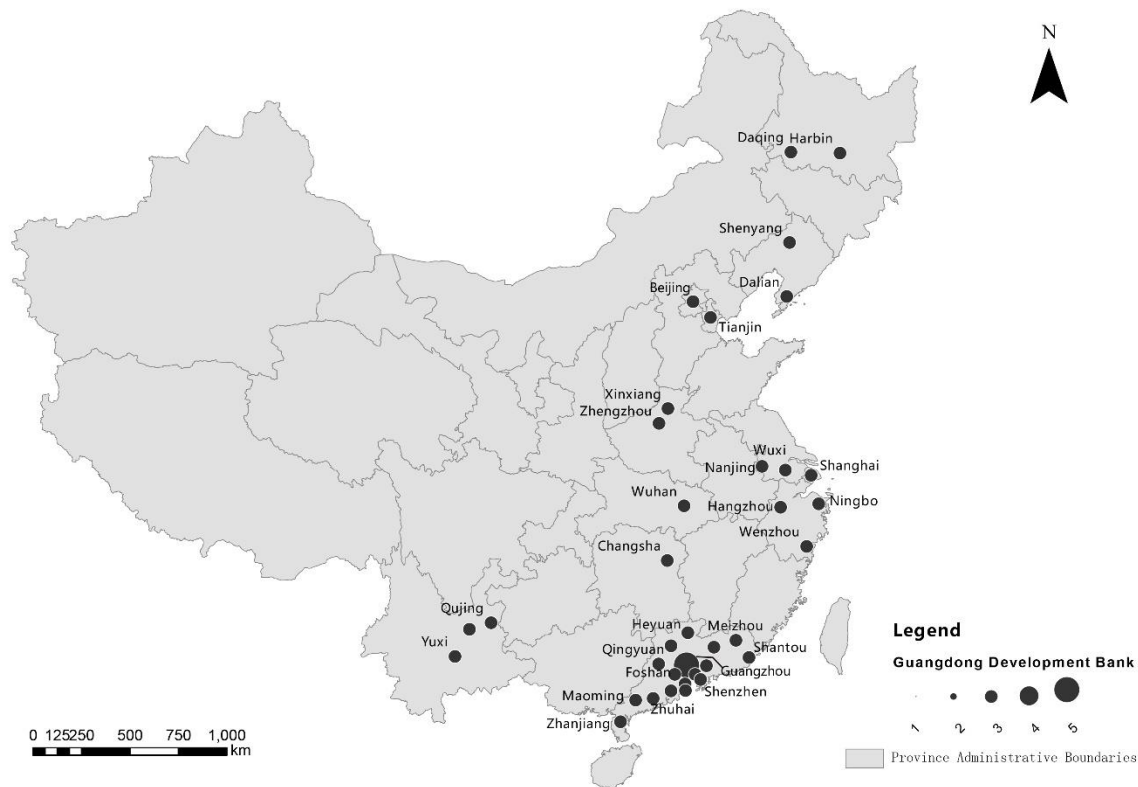 N
Daqing Harbin
Shenyang
Dalian
Beijing
Tianjin
Xinxiang
Zhengzhou
Wuxi
Nanjing
Shanghai
Wuhan
Hangzhou
Ningbo
Wenzhou
Changsha
Qujing
Yuxi
Heyuan
Meizhou
Qingyuan
Shantou
Foshan
Guangzhou
Shenzhen
Maoming
Zhuhai
Zhanjiang
Legend
Guangdong Development Bank
1 2 3 4 5
Province Administrative Boundaries
0 125250 500 750 1,000
km